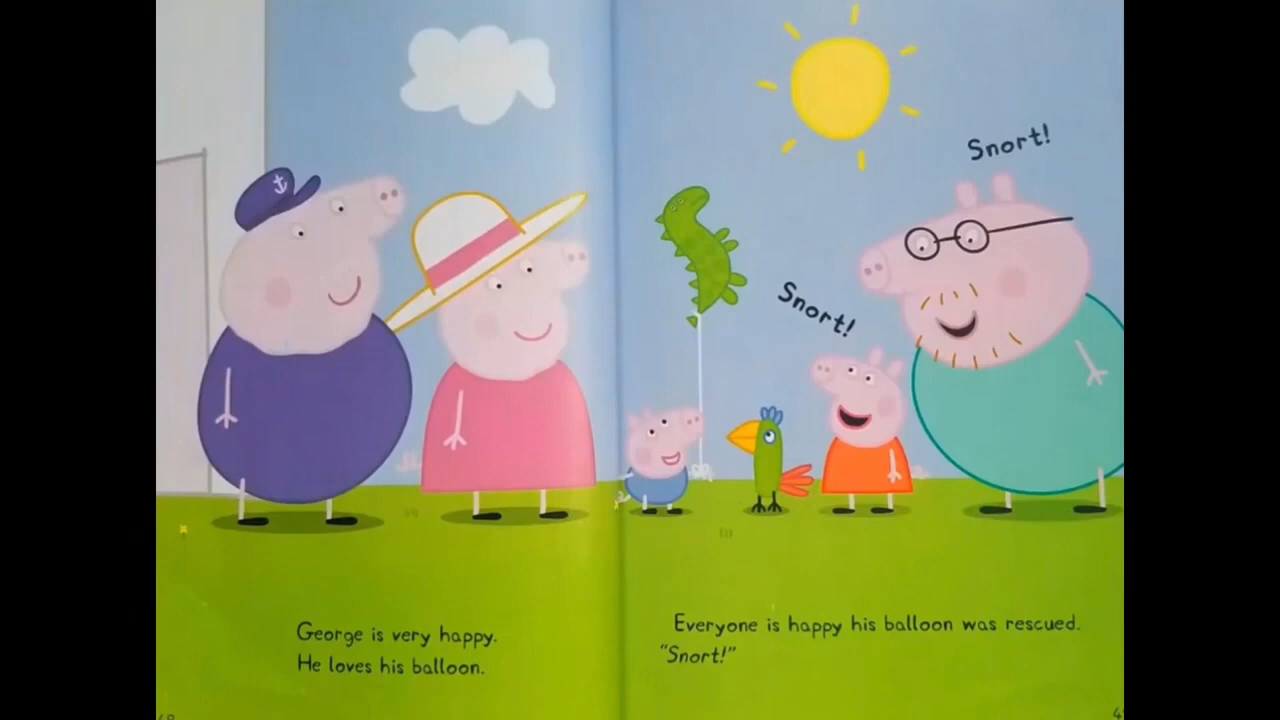 Snort!
Snort!
George is very happy.
He loves his balloon.
Everyone is happy his balloon was rescued.
“Snort!”